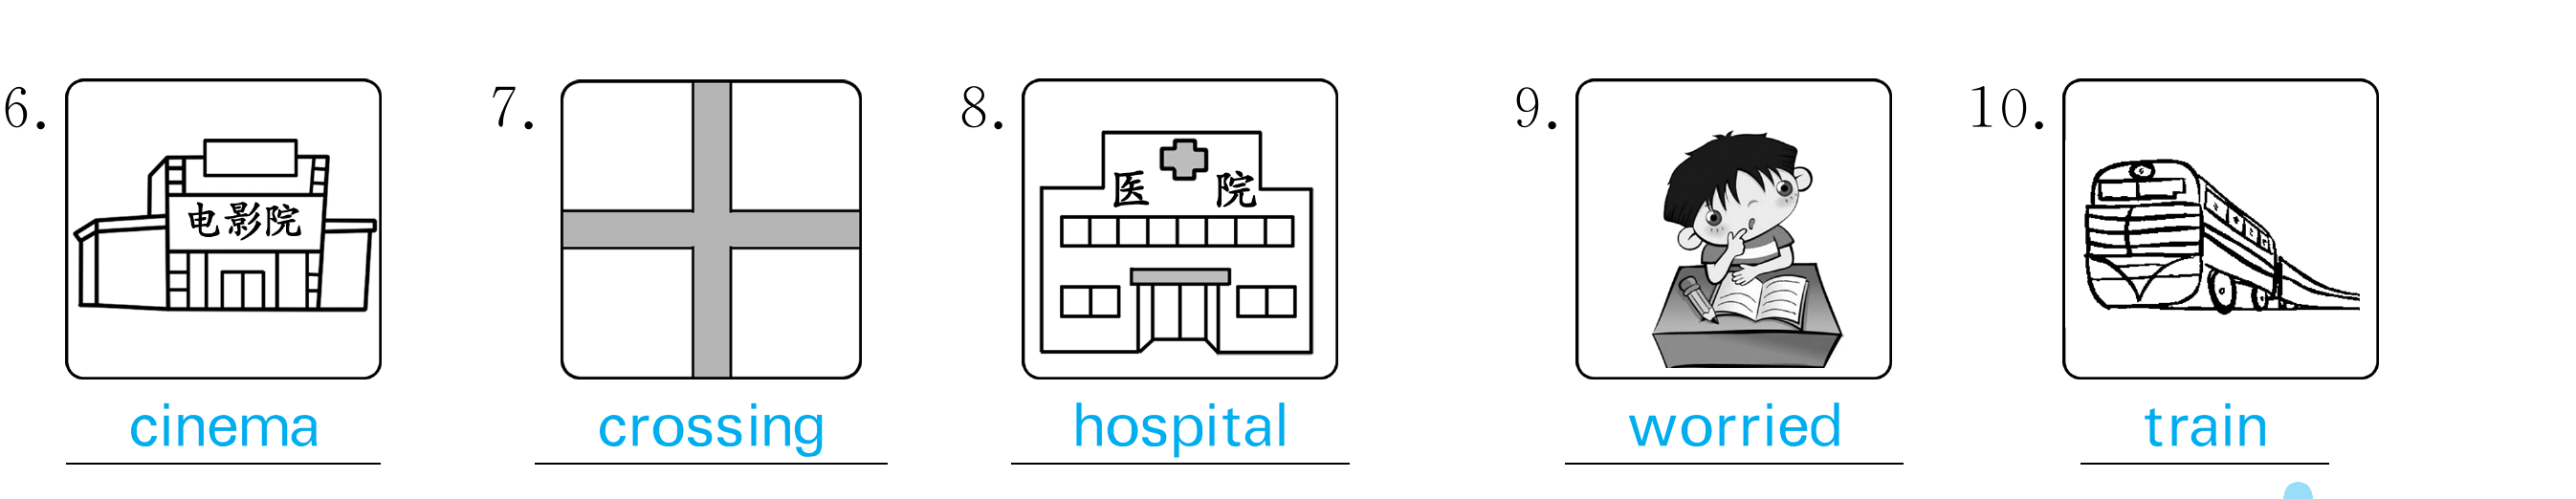 6. 7. 8. 9. 10.
电影院
医 院
cinema crossing hospital worried train